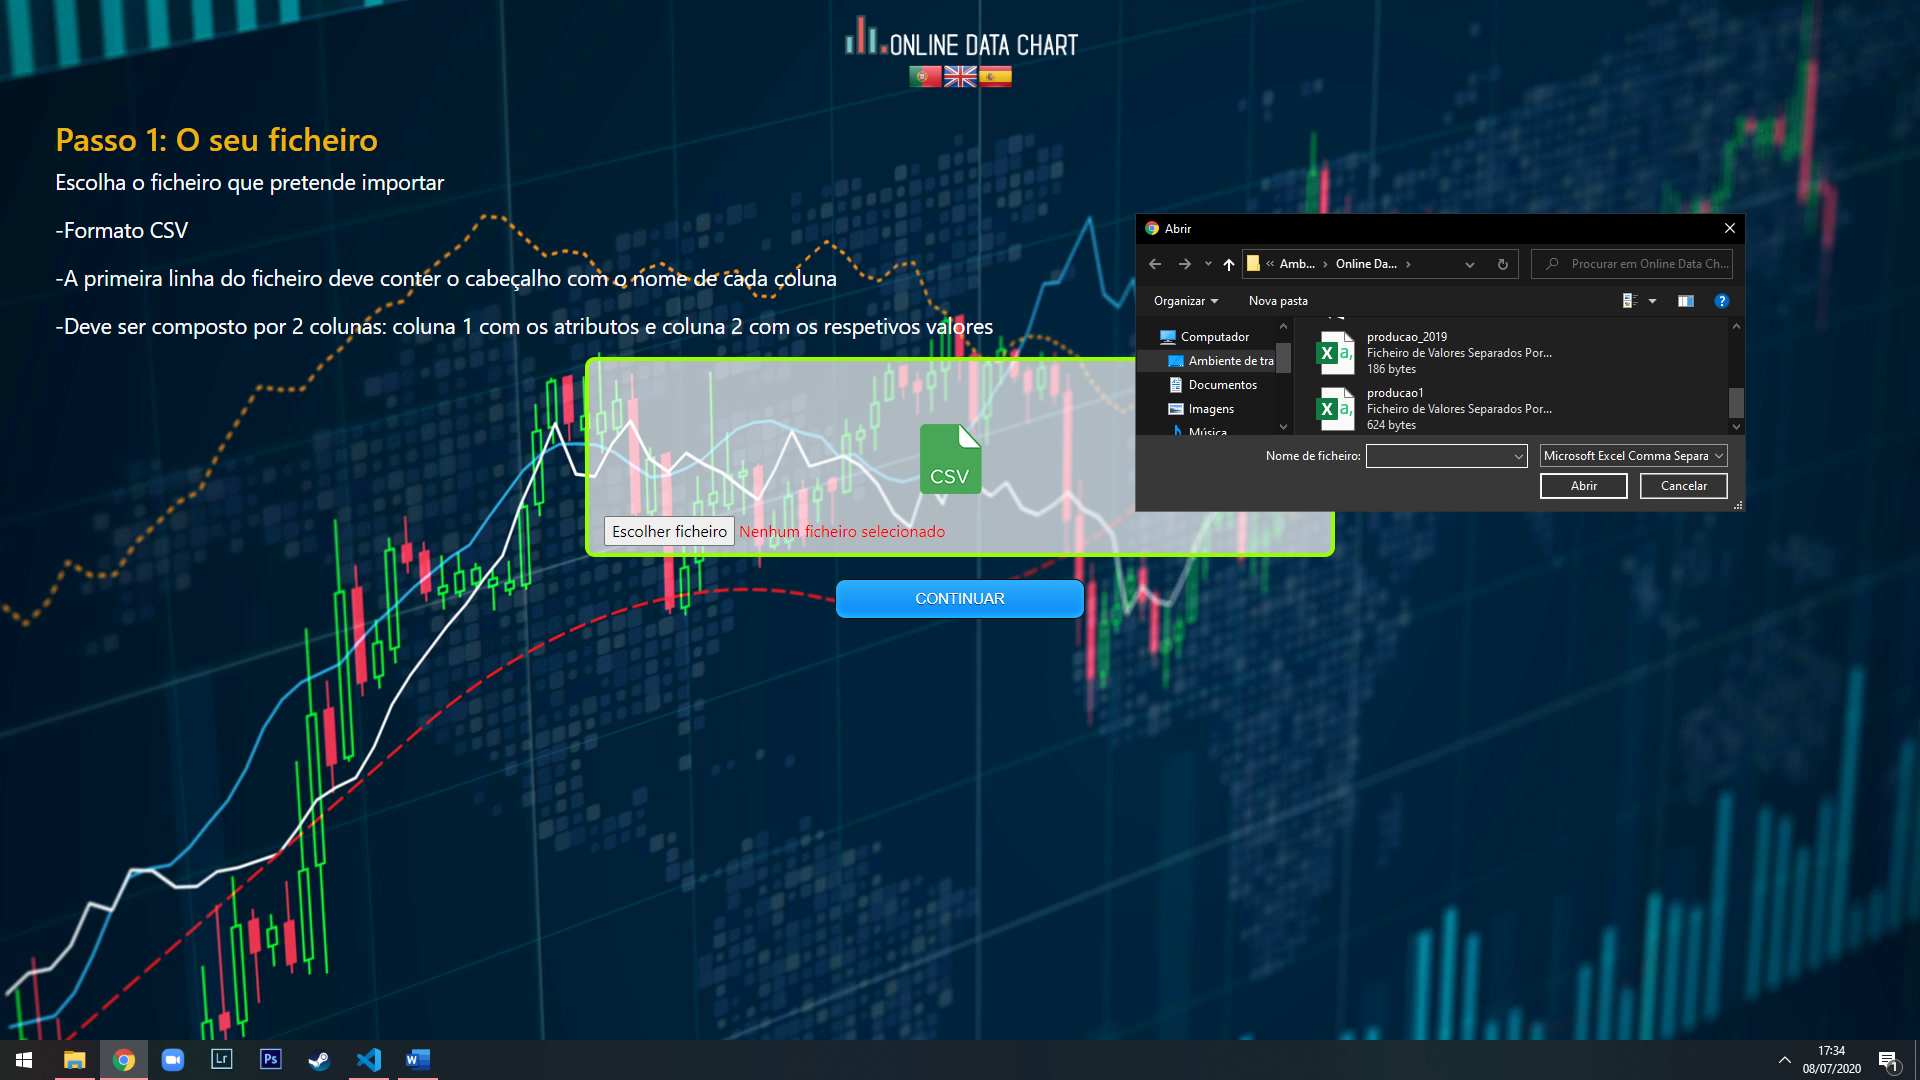 ONLINE DATA CHART
Passo 1: O seu ficheiro
Escolha o ficheiro que pretende importar
-Formato CSV
-A primeira linha do ficheiro deve conter o cabeçalho com o nome de cada coluna
-Deve ser composto por 2 colunas: coluna 1 com os atributos e coluna 2 com os respetivos valores
CSV
Escolher ficheiro Nenhum ficheiro selecionado
CONTINUAR
Abrir
« Amb... › Online Da... ›
Procurar em Online Data Ch...
Organizar
Nova pasta
Computador
Ambiente de tra
Documentos
Imagens
Música
producao_2019
Ficheiro de Valores Separados Por...
186 bytes
producao1
Ficheiro de Valores Separados Por...
624 bytes
Nome de ficheiro:
Microsoft Excel Comma Separa
Abrir
Cancelar
Lr
Ps
17:34
08/07/2020
1